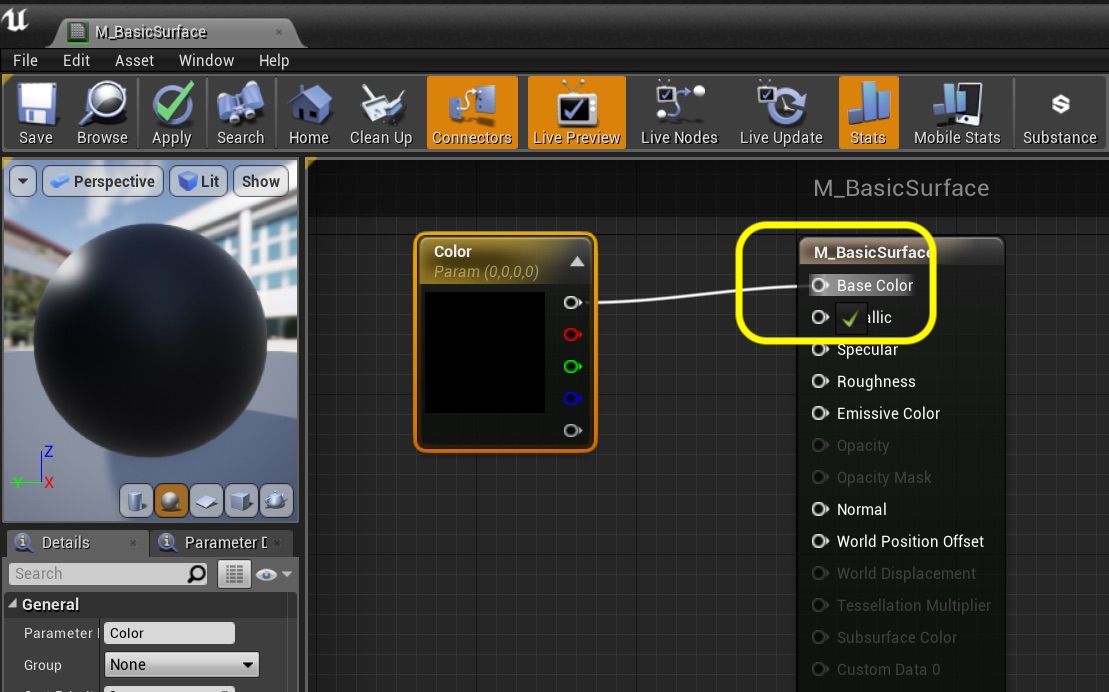 M_BasicSurface
File Edit Asset Window Help
Save Browse Apply Search Home Clean Up Connectors Live Preview Live Nodes Live Update Stats Mobile Stats Substance
Perspective Lit Show
M_BasicSurface
Color
Param (0,0,0,0)
M_BasicSurface
Base Color
allic
Specular
Roughness
Emissive Color
Opacity
Opacity Mask
Normal
World Position Offset
World Displacement
Tessellation Multiplier
Subsurface Color
Custom Data 0
Z
Y X
Details Parameter D
Search
General
Parameter Color
Group None